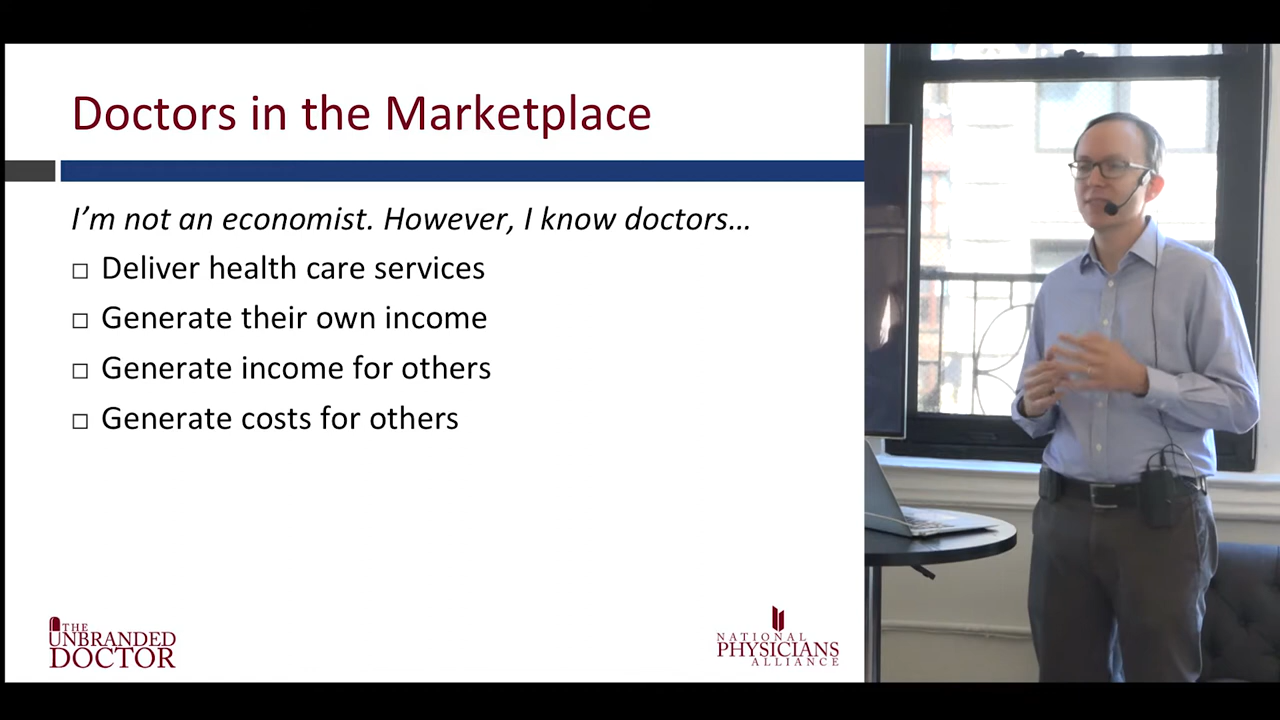 Doctors in the Marketplace
I'm not an economist. However, I know doctors…
□ Deliver health care services
□ Generate their own income
□ Generate income for others
□ Generate costs for others
THE
UNBRANDED
DOCTOR
NATIONAL
PHYSICIANS
ALLIANCE